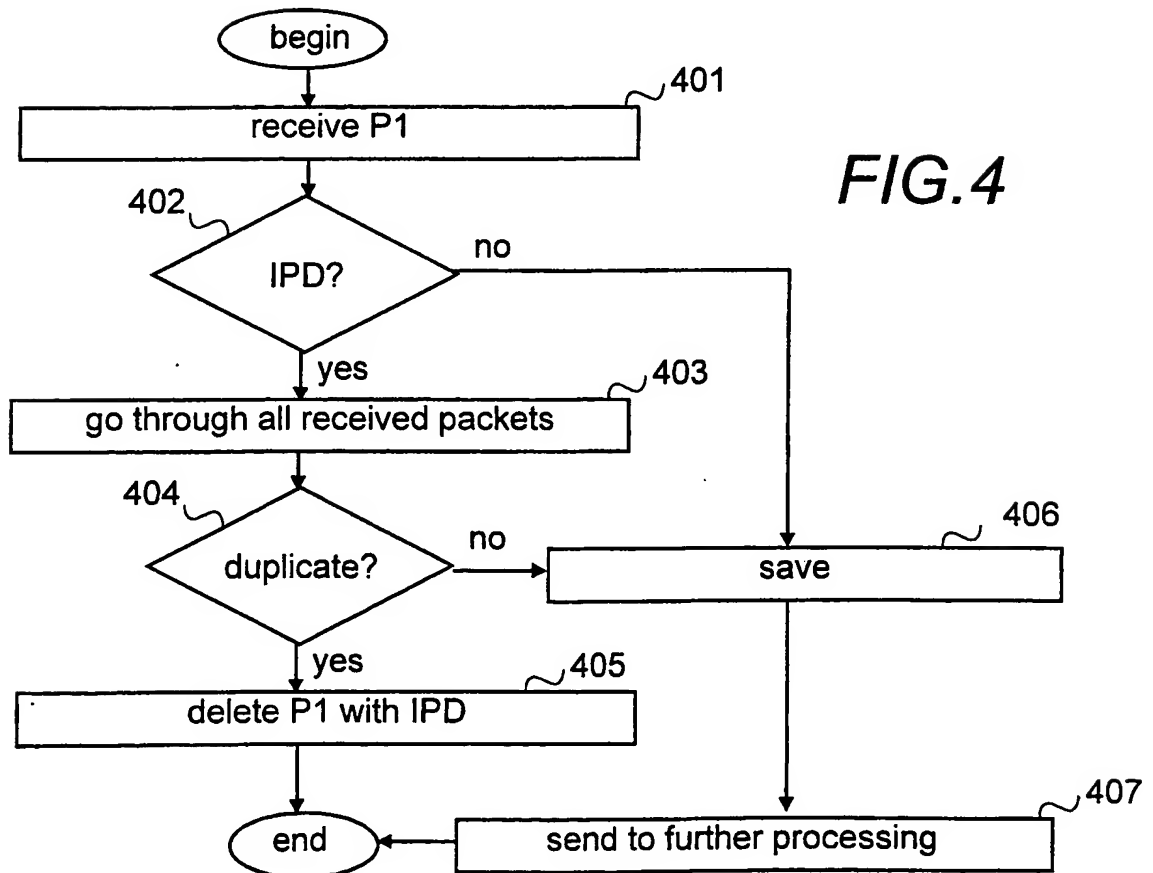 begin
401
receive P1
FIG.4
402
IPD?
no
yes
403
go through all received packets
404
duplicate?
no
406
save
yes
405
delete P1 with IPD
407
end
send to further processing